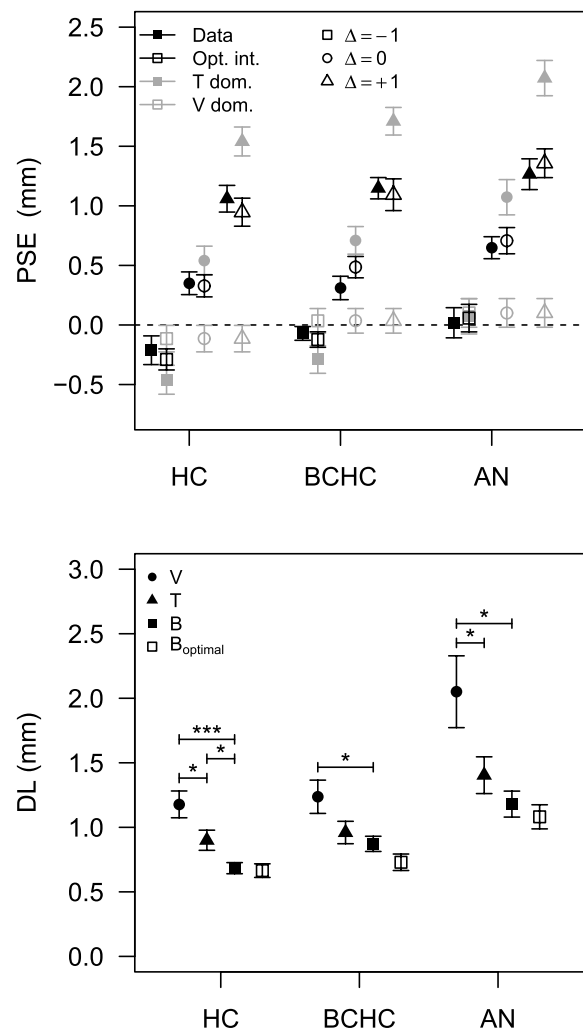 2.5
2.0
1.5
1.0
0.5
0.0
−0.5
PSE (mm)
Data
Opt. int.
T dom.
V dom.
Δ = − 1
Δ = 0
Δ = +1
HC BCHC AN
3.0
2.5
2.0
1.5
1.0
0.5
0.0
DL (mm)
V
T
B
Boptimal
***
*
*
*
*
*
HC BCHC AN